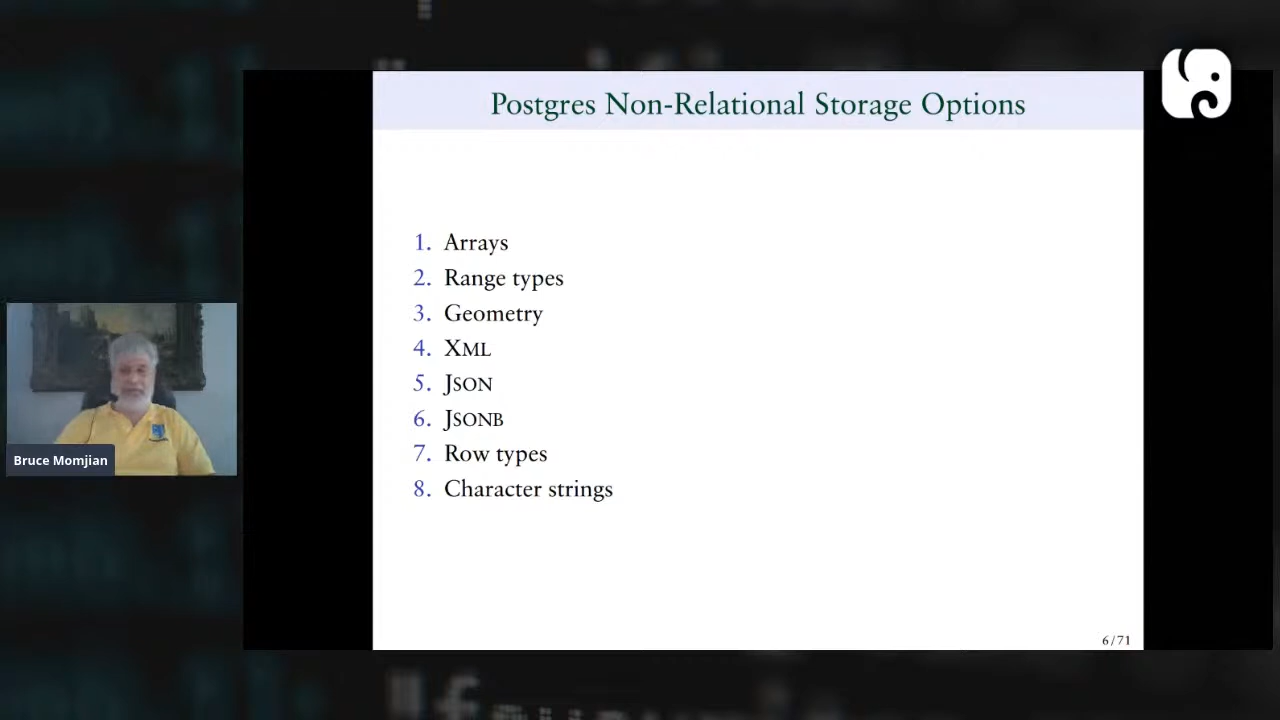 Postgres Non-Relational Storage Options
1. Arrays
2. Range types
3. Geometry
4. XML
5. JSON
6. JSONB
7. Row types
8. Character strings
6/71
Bruce Momjian